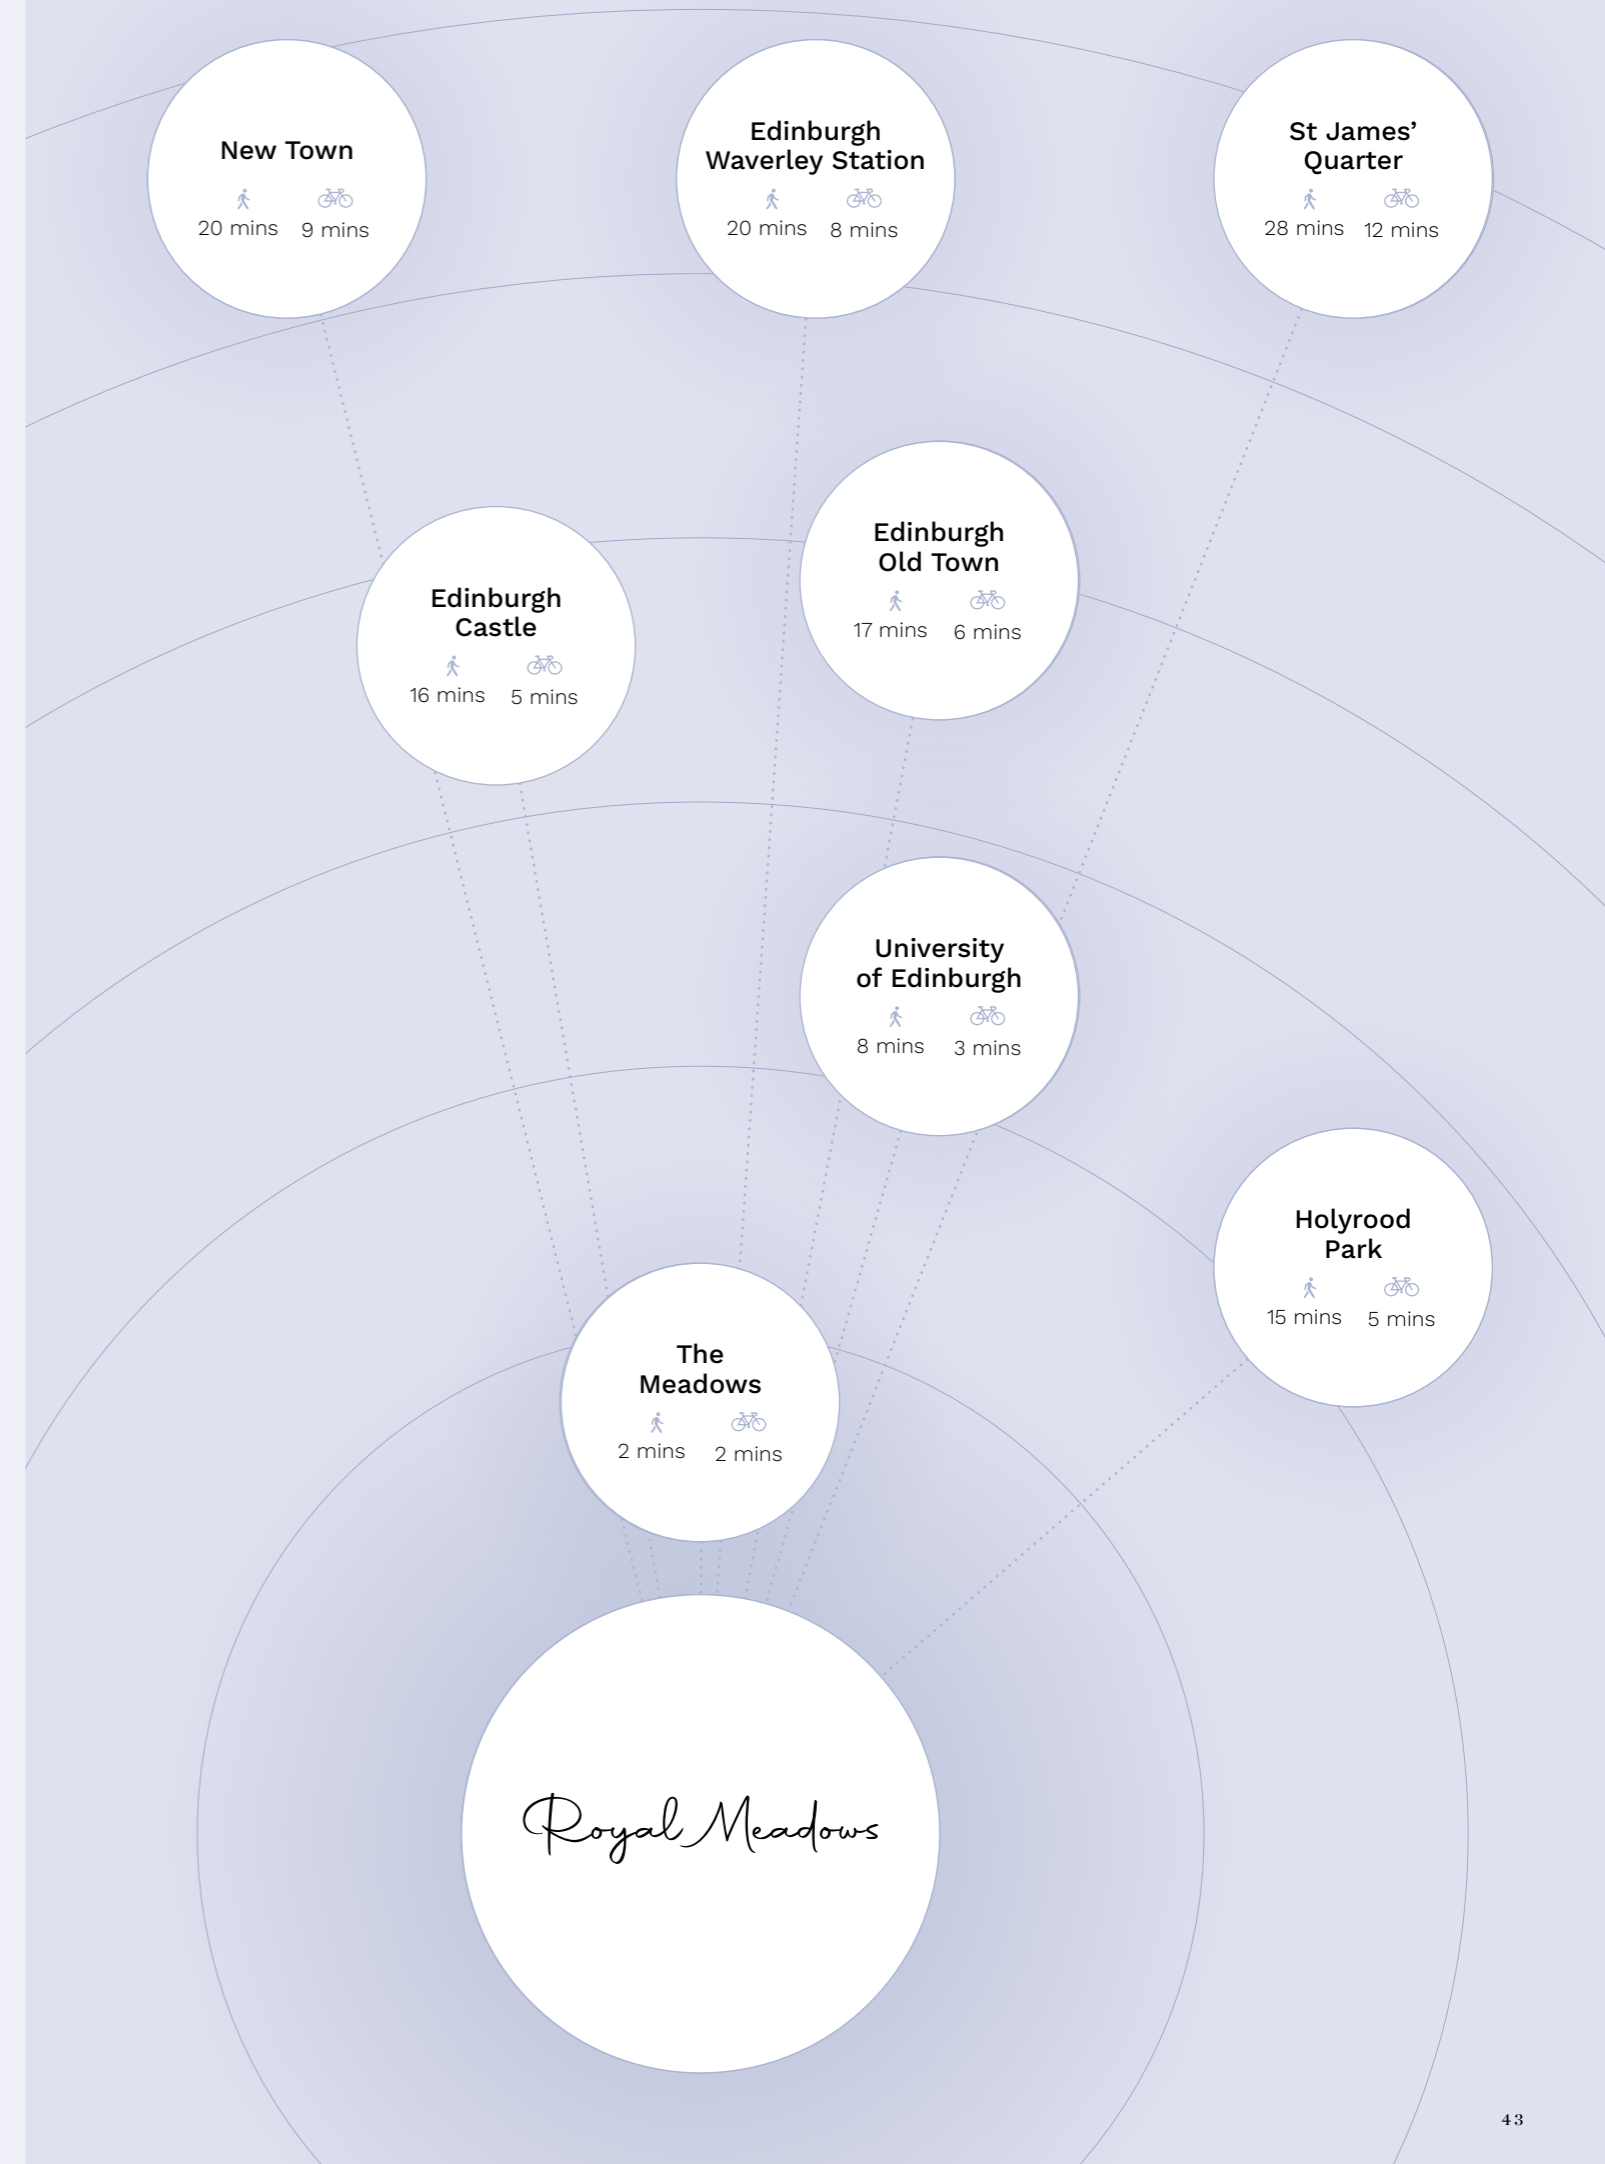 New Town
20 mins 9 mins
Edinburgh
Waverley Station
20 mins 8 mins
St James’
Quarter
28 mins 12 mins
Edinburgh
Old Town
17 mins 6 mins
Edinburgh
Castle
16 mins 5 mins
University
of Edinburgh
8 mins 3 mins
Holyrood
Park
15 mins 5 mins
The
Meadows
2 mins 2 mins
Royal Meadows
43